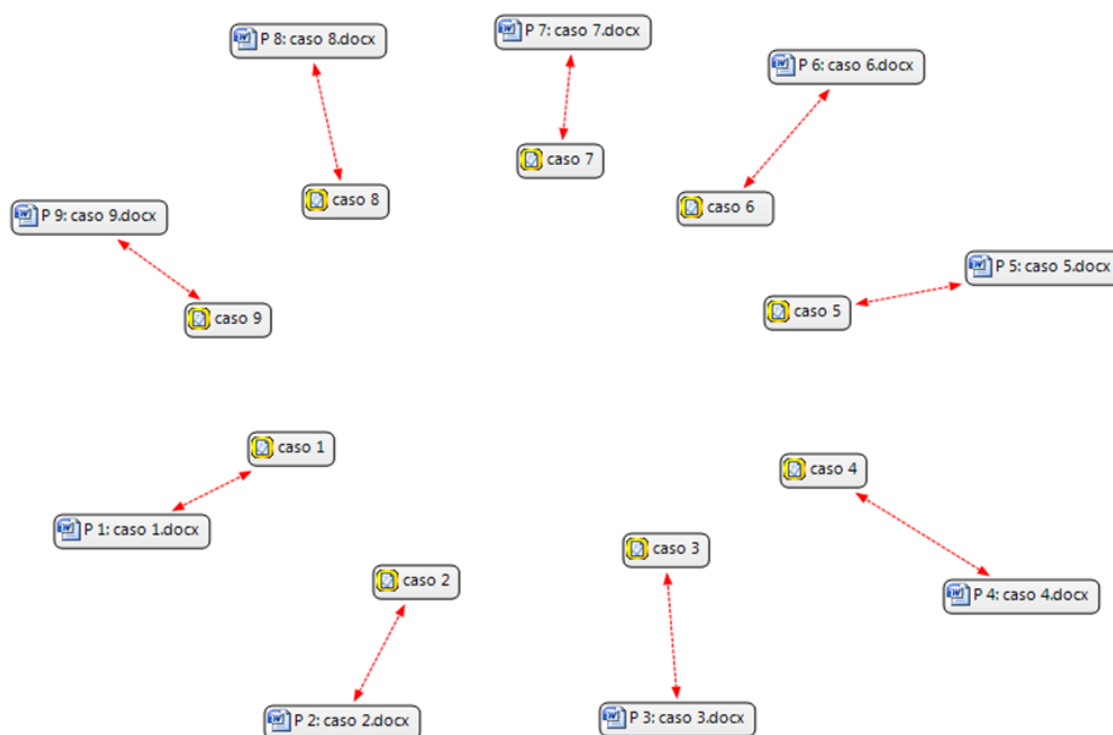 P 8: caso 8.docx
P 7: caso 7.docx
P 6: caso 6.docx
caso 7
caso 8
caso 6
P 9: caso 9.docx
P 5: caso 5.docx
caso 9
caso 5
caso 1
caso 4
P 1: caso 1.docx
caso 3
caso 2
P 4: caso 4.docx
P 2: caso 2.docx
P 3: caso 3.docx